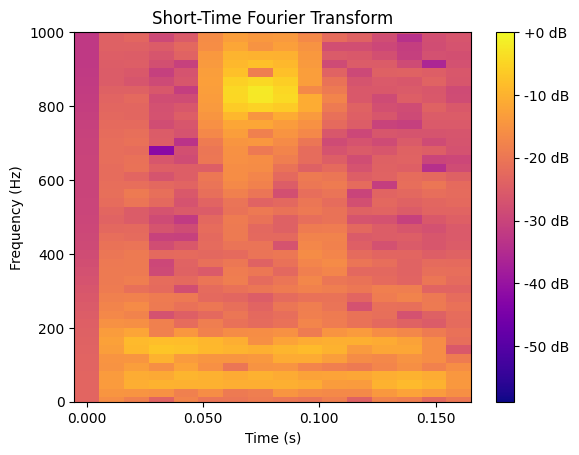 Short-Time Fourier Transform
1000
800
600
400
200
0
Frequency (Hz)
0.000
0.050
0.100
0.150
Time (s)
+0 dB
-10 dB
-20 dB
-30 dB
-40 dB
-50 dB